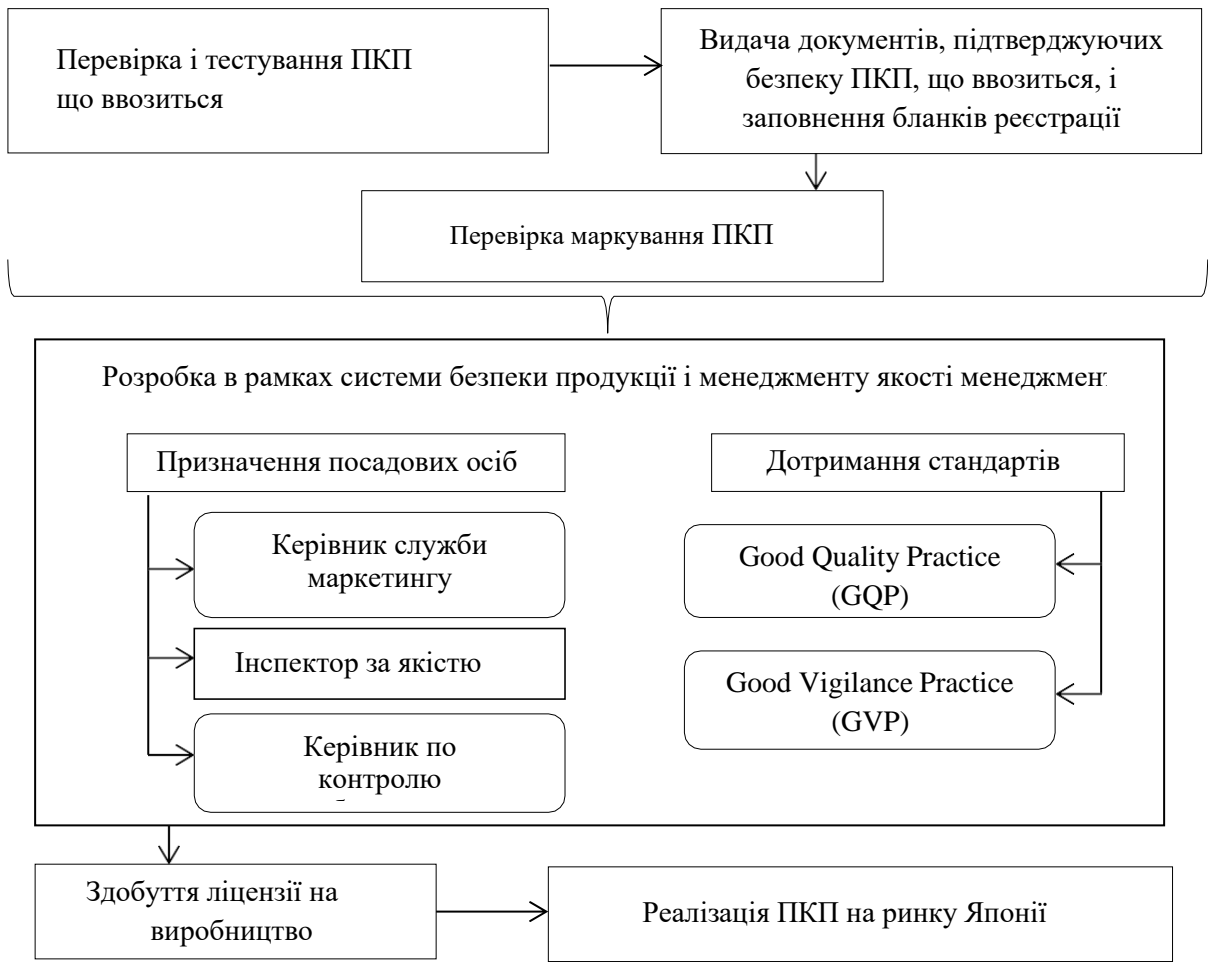 Перевірка і тестування ПКП
що ввозиться
Видача документів, підтверджуючих
безпеку ПКП, що ввозиться, і
заповнення бланків реєстрації
Перевірка маркування ПКП
Розробка в рамках системи безпеки продукції і менеджменту якості менеджмент
Призначення посадових осіб
Керівник служби
маркетингу
Інспектор за якістю
Керівник по
контролю
Дотримання стандартів
Good Quality Practice
(GQP)
Good Vigilance Practice
(GVP)
Здобуття ліцензії на
виробництво
Реалізація ПКП на ринку Японії